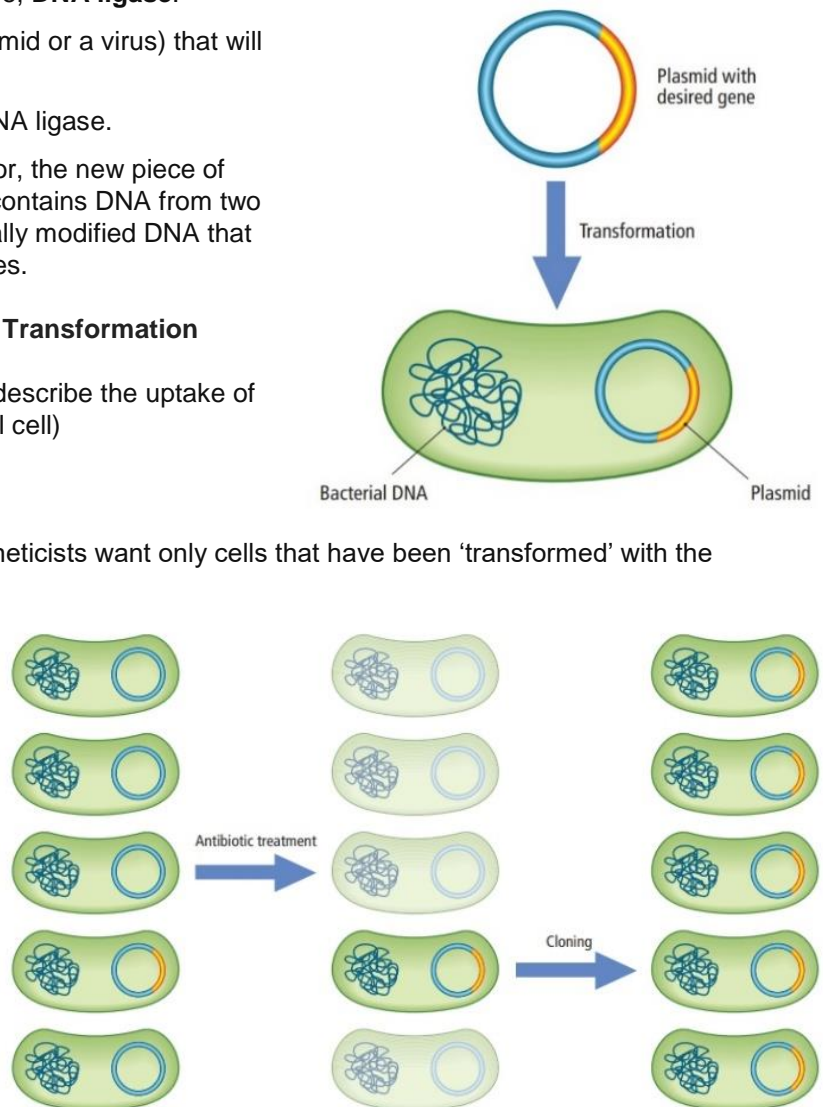 DNA ligase.
mid or a virus) that will
NA ligase.
or, the new piece of
contains DNA from two
ally modified DNA that
es.
Transformation
describe the uptake of
l cell)
Plasmid with
desired gene
Transformation
Bacterial DNA
Plasmid
neticists want only cells that have been ‘transformed’ with the
Antibiotic treatment
Cloning